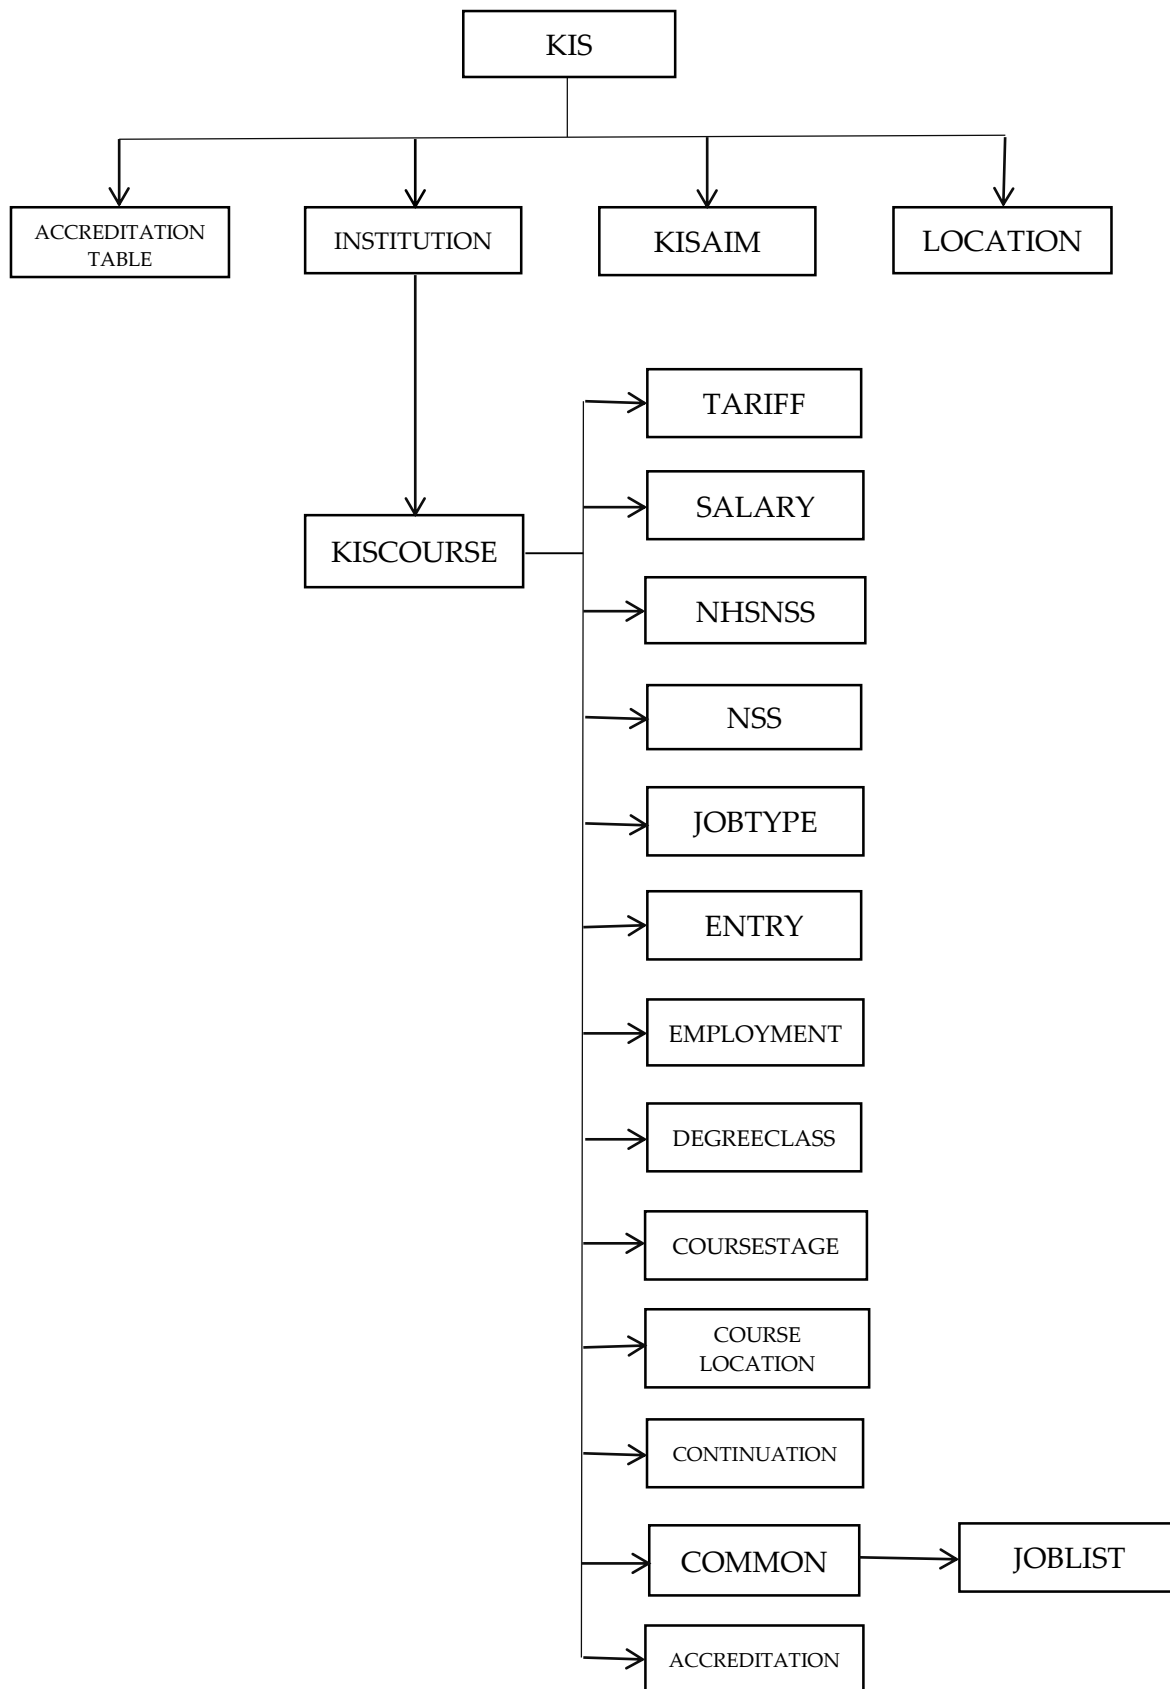 KIS
ACCREDITATION
TABLE
INSTITUTION
KISAIM
LOCATION
TARIFF
SALARY
KISCOURSE
NHSNSS
NSS
JOBTYPE
ENTRY
EMPLOYMENT
DEGREECLASS
COURSESTAGE
COURSE
LOCATION
CONTINUATION
COMMON
JOBLIST
ACCREDITATION